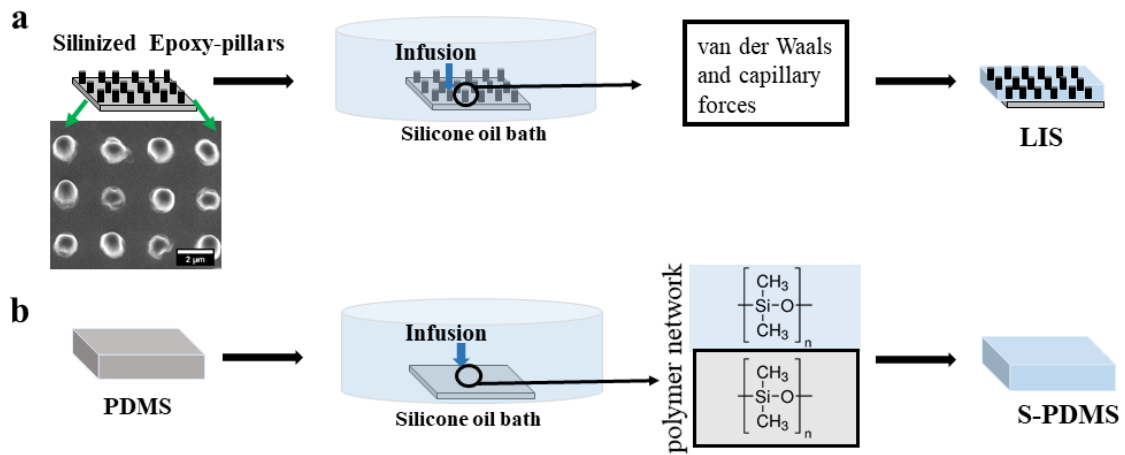 a
Silinized Epoxy-pillars
Infusion
Silicone oil bath
van der Waals
and capillary
forces
LIS
2 μm
b
PDMS
Infusion
Silicone oil bath
polymer network
CH3
Si-O
CH3
n
CH3
Si-O
CH3
n
S-PDMS